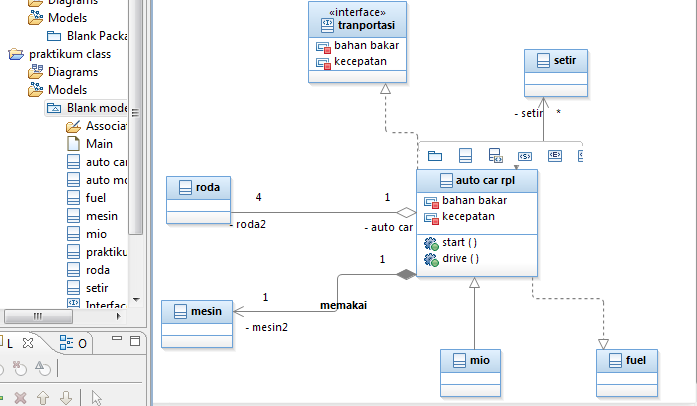 Models
Blank Packa
praktikum class
Diagrams
Models
Blank mode
Associa
Main
auto car
auto mo
fuel
mesin
mio
praktiku
roda
setir
Interfac
L
O
«interface»
tranportasi
bahan bakar
kecepatan
setir
- setir
*
auto car rpl
bahan bakar
kecepatan
start ( )
drive ( )
roda
4
1
- roda2
- auto car
1
mesin
1
memakai
- mesin2
mio
fuel